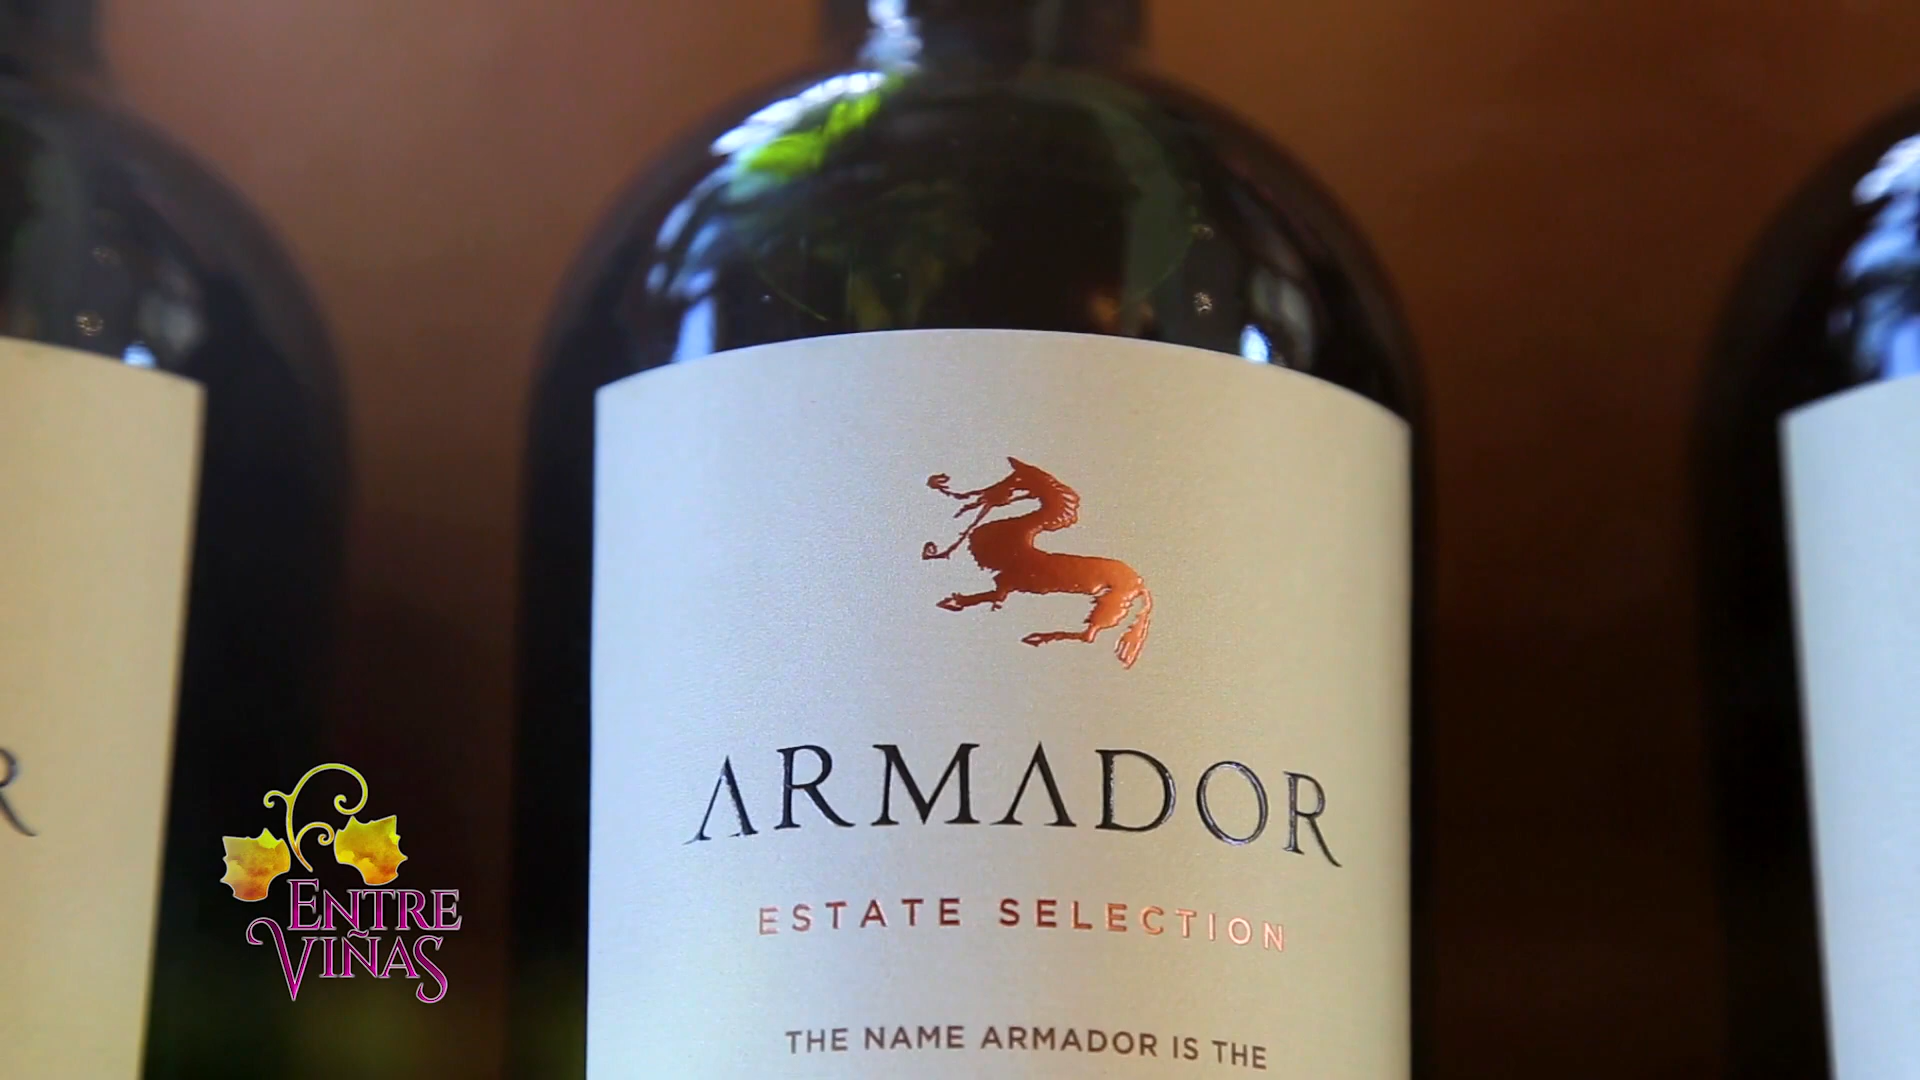 ARMADOR
ESTATE SELECTION
THE NAME ARMADOR IS THE
ENTRE
VIÑAS
R